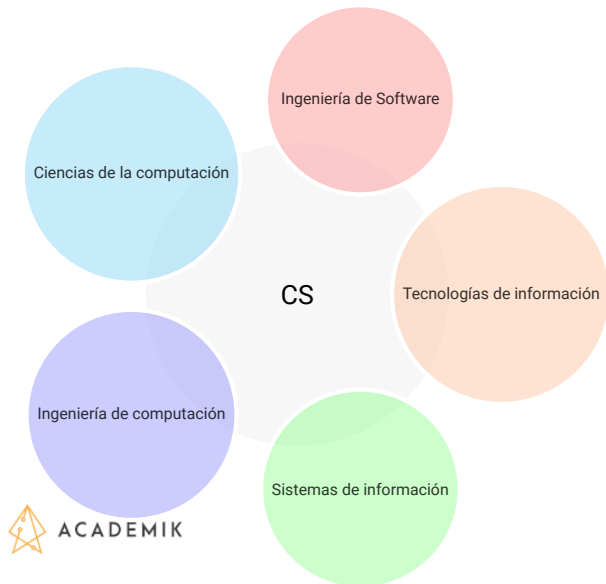 Ingeniería de Software
Ciencias de la computación
CS
Tecnologías de información
Ingeniería de computación
Sistemas de información
ACADEMIK